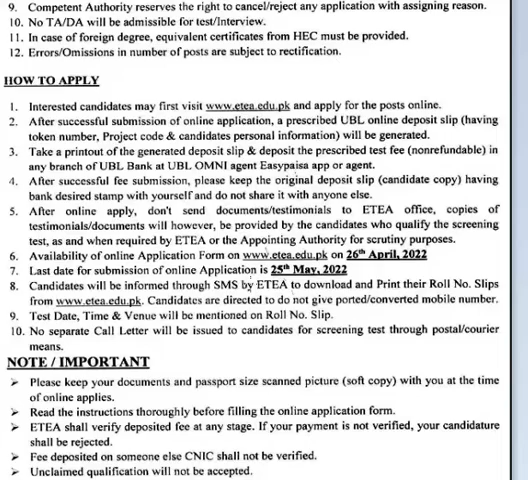 9. Competent Authority reserves the right to cancel/reject any application with assigning reason.
10. No TA/DA will be admissible for test/Interview.
11. In case of foreign degree, equivalent certificates from HEC must be provided.
12. Errors/Omissions in number of posts are subject to rectification.
HOW TO APPLY
1. Interested candidates may first visit www.etea.edu.pk and apply for the posts online.
2. After successful submission of online application, a prescribed UBL online deposit slip (having
token number, Project code & candidates personal information) will be generated.
3. Take a printout of the generated deposit slip & deposit the prescribed test fee (nonrefundable) in
any branch of UBL Bank at UBL OMNI agent Easypaisa app or agent.
4. After successful fee submission, please keep the original deposit slip (candidate copy) having
bank desired stamp with yourself and do not share it with anyone else.
5. After online apply, don't send documents/testimonials to ETEA office, copies of
testimonials/documents will however, be provided by the candidates who qualify the screening
test, as and when required by ETEA or the Appointing Authority for scrutiny purposes.
6. Availability of online Application Form on www.etea.edu.pk on 26th April, 2022
7. Last date for submission of online Application is 25th May, 2022
8. Candidates will be informed through SMS by ETEA to download and Print their Roll No. Slips
from www.etea.edu.pk. Candidates are directed to do not give ported/converted mobile number.
9. Test Date, Time & Venue will be mentioned on Roll No. Slip.
10. No separate Call Letter will be issued to candidates for screening test through postal/courier
means.
NOTE / IMPORTANT
➢ Please keep your documents and passport size scanned picture (soft copy) with you at the time
of online applies.
➢ Read the instructions thoroughly before filling the online application form.
➢ ETEA shall verify deposited fee at any stage. If your payment is not verified, your candidature
shall be rejected.
➢ Fee deposited on someone else CNIC shall not be verified.
➢ Unclaimed qualification will not be accepted.